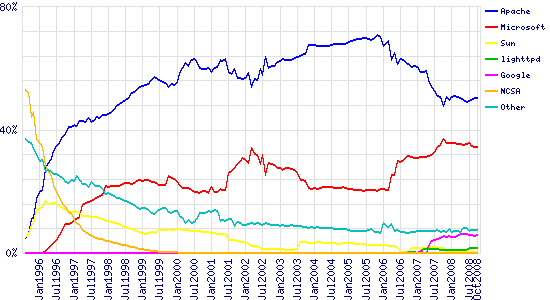 80%
40%
0%
Apache
Microsoft
Sun
lighttpd
Google
NCSA
Other
Jan1996
Jul1996
Jan1997
Jul1997
Jan1998
Jul1998
Jan1999
Jul1999
Jan2000
Jul2000
Jan2001
Jul2001
Jan2002
Jul2002
Jan2003
Jul2003
Jan2004
Jul2004
Jan2005
Jul2005
Jan2006
Jul2006
Jan2007
Jul2007
Jan2008
Jul2008
Oct2008